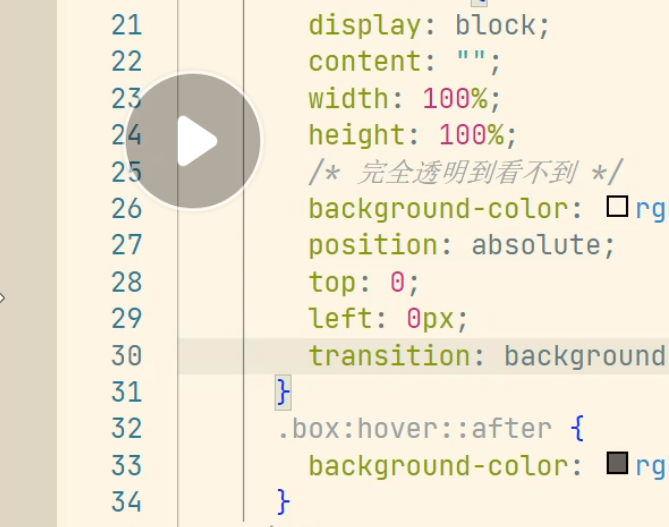 21 display: block;
22 content: "";
23 width: 100%;
24 height: 100%;
25 /* 完全透明到看不到 */
26 background-color: rg
27 position: absolute;
28 top: 0;
29 left: 0px;
30 transition: background
31 }
32 .box:hover::after {
33 background-color: rg
34 }